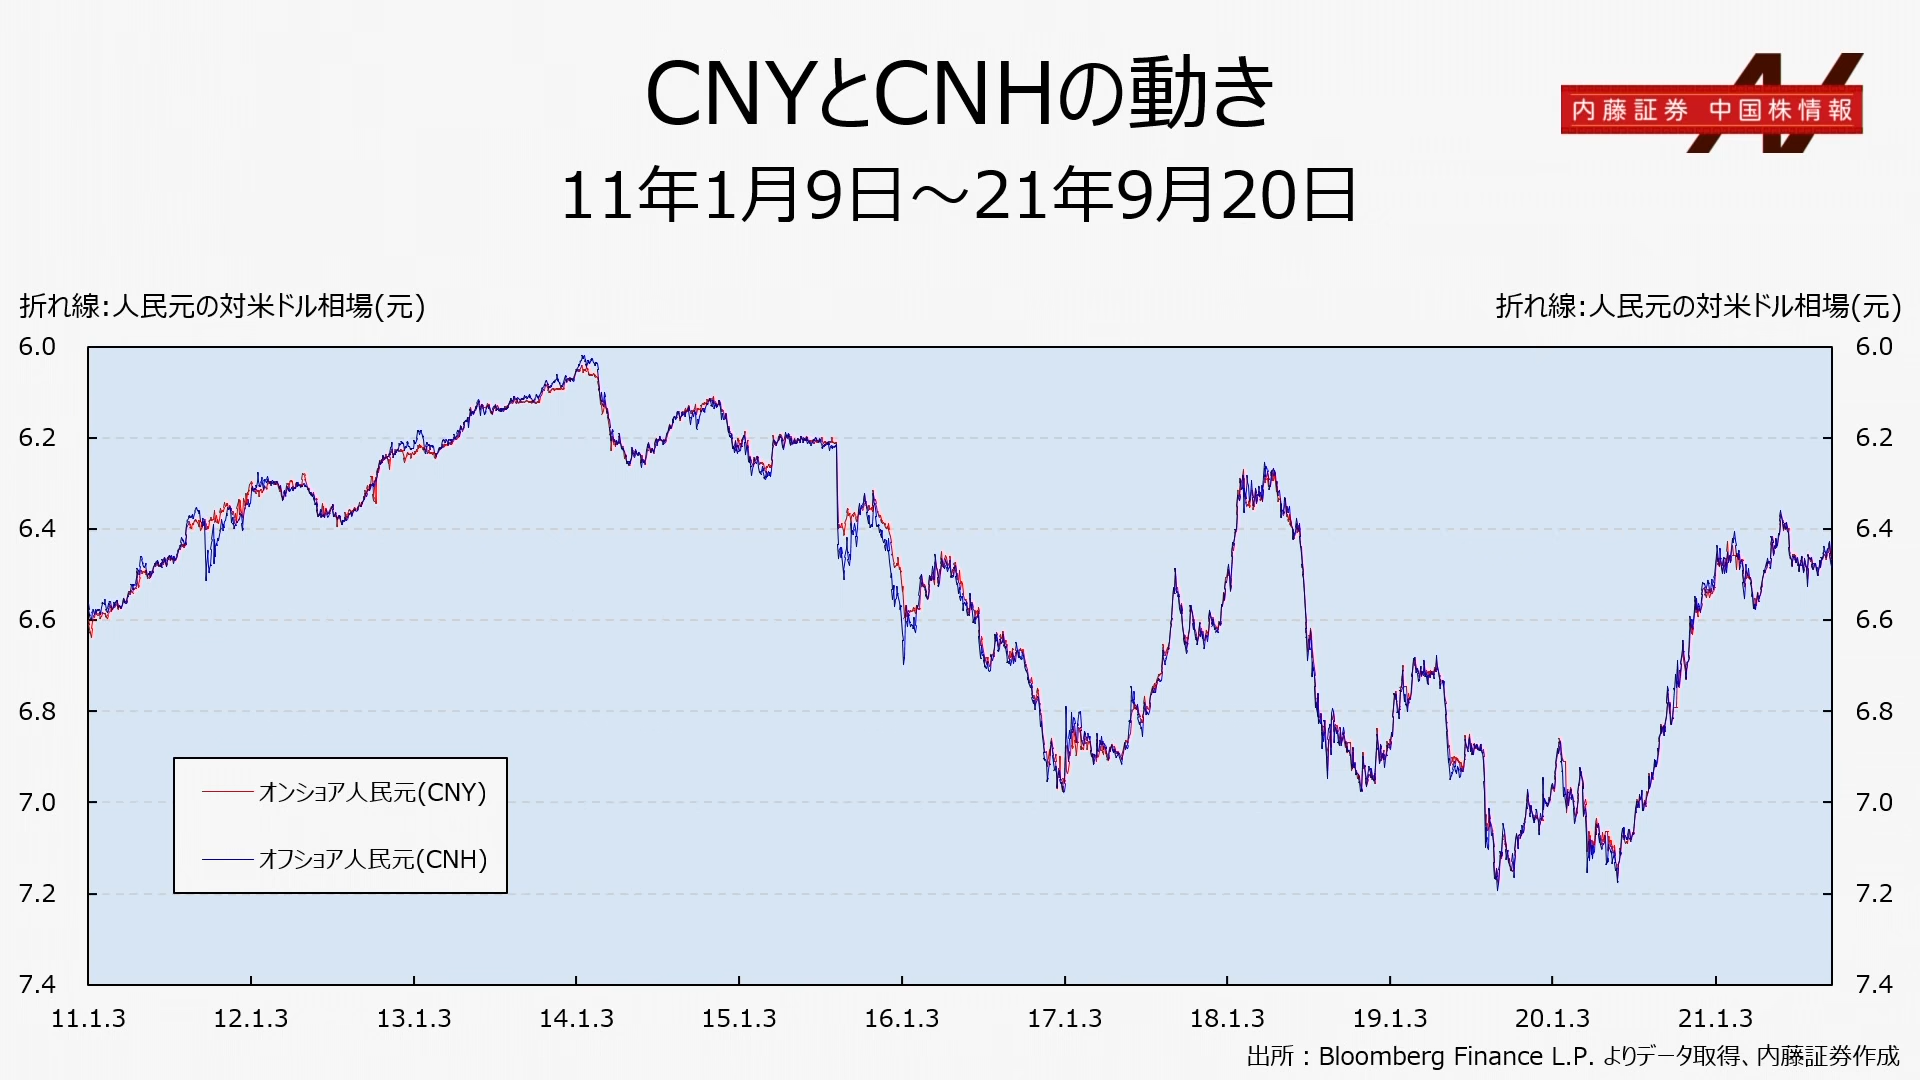 CNYとCNHの動き
内藤証券 中国株情報
11年1月9日～21年9月20日
折れ線:人民元の対米ドル相場(元)
折れ線:人民元の対米ドル相場(元)
6.0
6.0
6.2
6.2
6.4
6.4
6.6
6.6
6.8
6.8
7.0
7.0
7.2
7.2
7.4
7.4
オンショア人民元(CNY)
オフショア人民元(CNH)
11.1.3 12.1.3 13.1.3 14.1.3 15.1.3 16.1.3 17.1.3 18.1.3 19.1.3 20.1.3 21.1.3
出所：Bloomberg Finance L.P. よりデータ取得、内藤証券作成